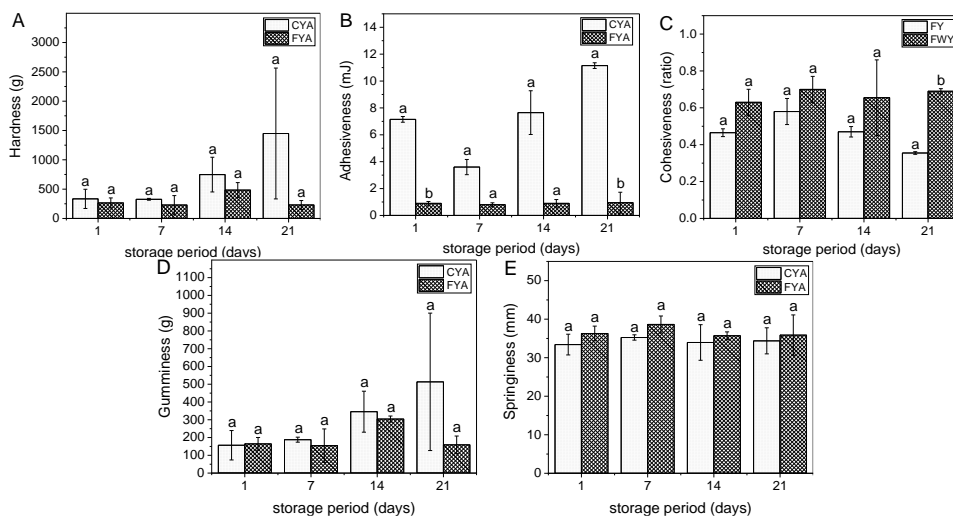 A
CYA
FYA
3500
3000
2500
2000
1500
1000
500
0
Hardness (g)
a a a a a a a a
1 7 14 21
storage period (days)
B
CYA
FYA
14
12
10
8
6
4
2
0
Adhesiveness (mJ)
a b a a a a a b
1 7 14 21
storage period (days)
C
FY
FWY
1.0
0.8
0.6
0.4
0.2
0.0
Cohesiveness (ratio)
a a a a a a a b
1 7 14 21
storage period (days)
D
CYA
FYA
1100
1000
900
800
700
600
500
400
300
200
100
0
Gumminess (g)
a a a a a a a a
1 7 14 21
storage period (days)
E
CYA
FYA
50
40
30
20
10
0
Springiness (mm)
a a a a a a a a
1 7 14 21
storage period (days)